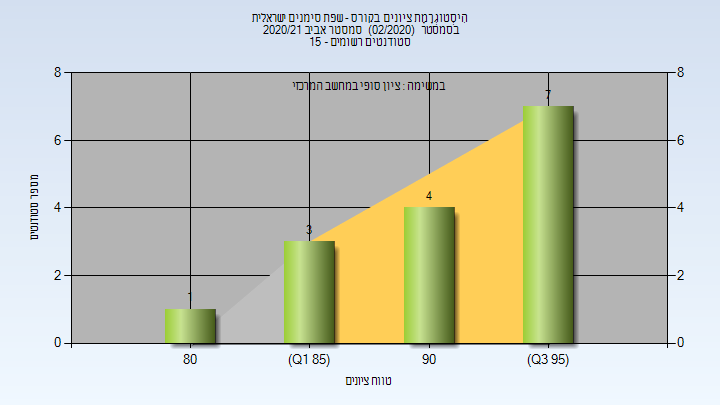 היסטוגרמת ציונים בקורס - שפת סימנים ישראלית
בסמסטר (02/2020) סמסטר אביב 2020/21
סטודנטים רשומים - 15
במשימה : ציון סופי במחשב המרכזי
8
6
4
2
0
8
6
4
2
0
מספר סטודנטים
1
3
4
7
80
(Q1 85)
90
(Q3 95)
טווח ציונים